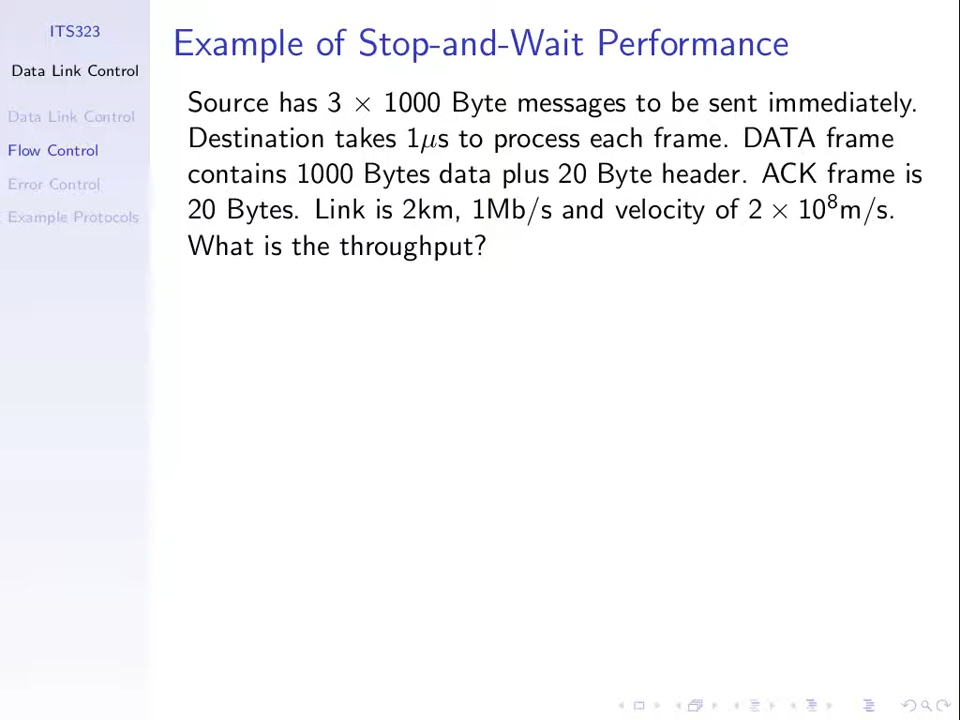 ITS323
Data Link Control
Data Link Control
Flow Control
Error Control
Example Protocols
Example of Stop-and-Wait Performance
Source has 3 × 1000 Byte messages to be sent immediately.
Destination takes 1μs to process each frame. DATA frame
contains 1000 Bytes data plus 20 Byte header. ACK frame is
20 Bytes. Link is 2km, 1Mb/s and velocity of 2 × 10⁸m/s.
What is the throughput?